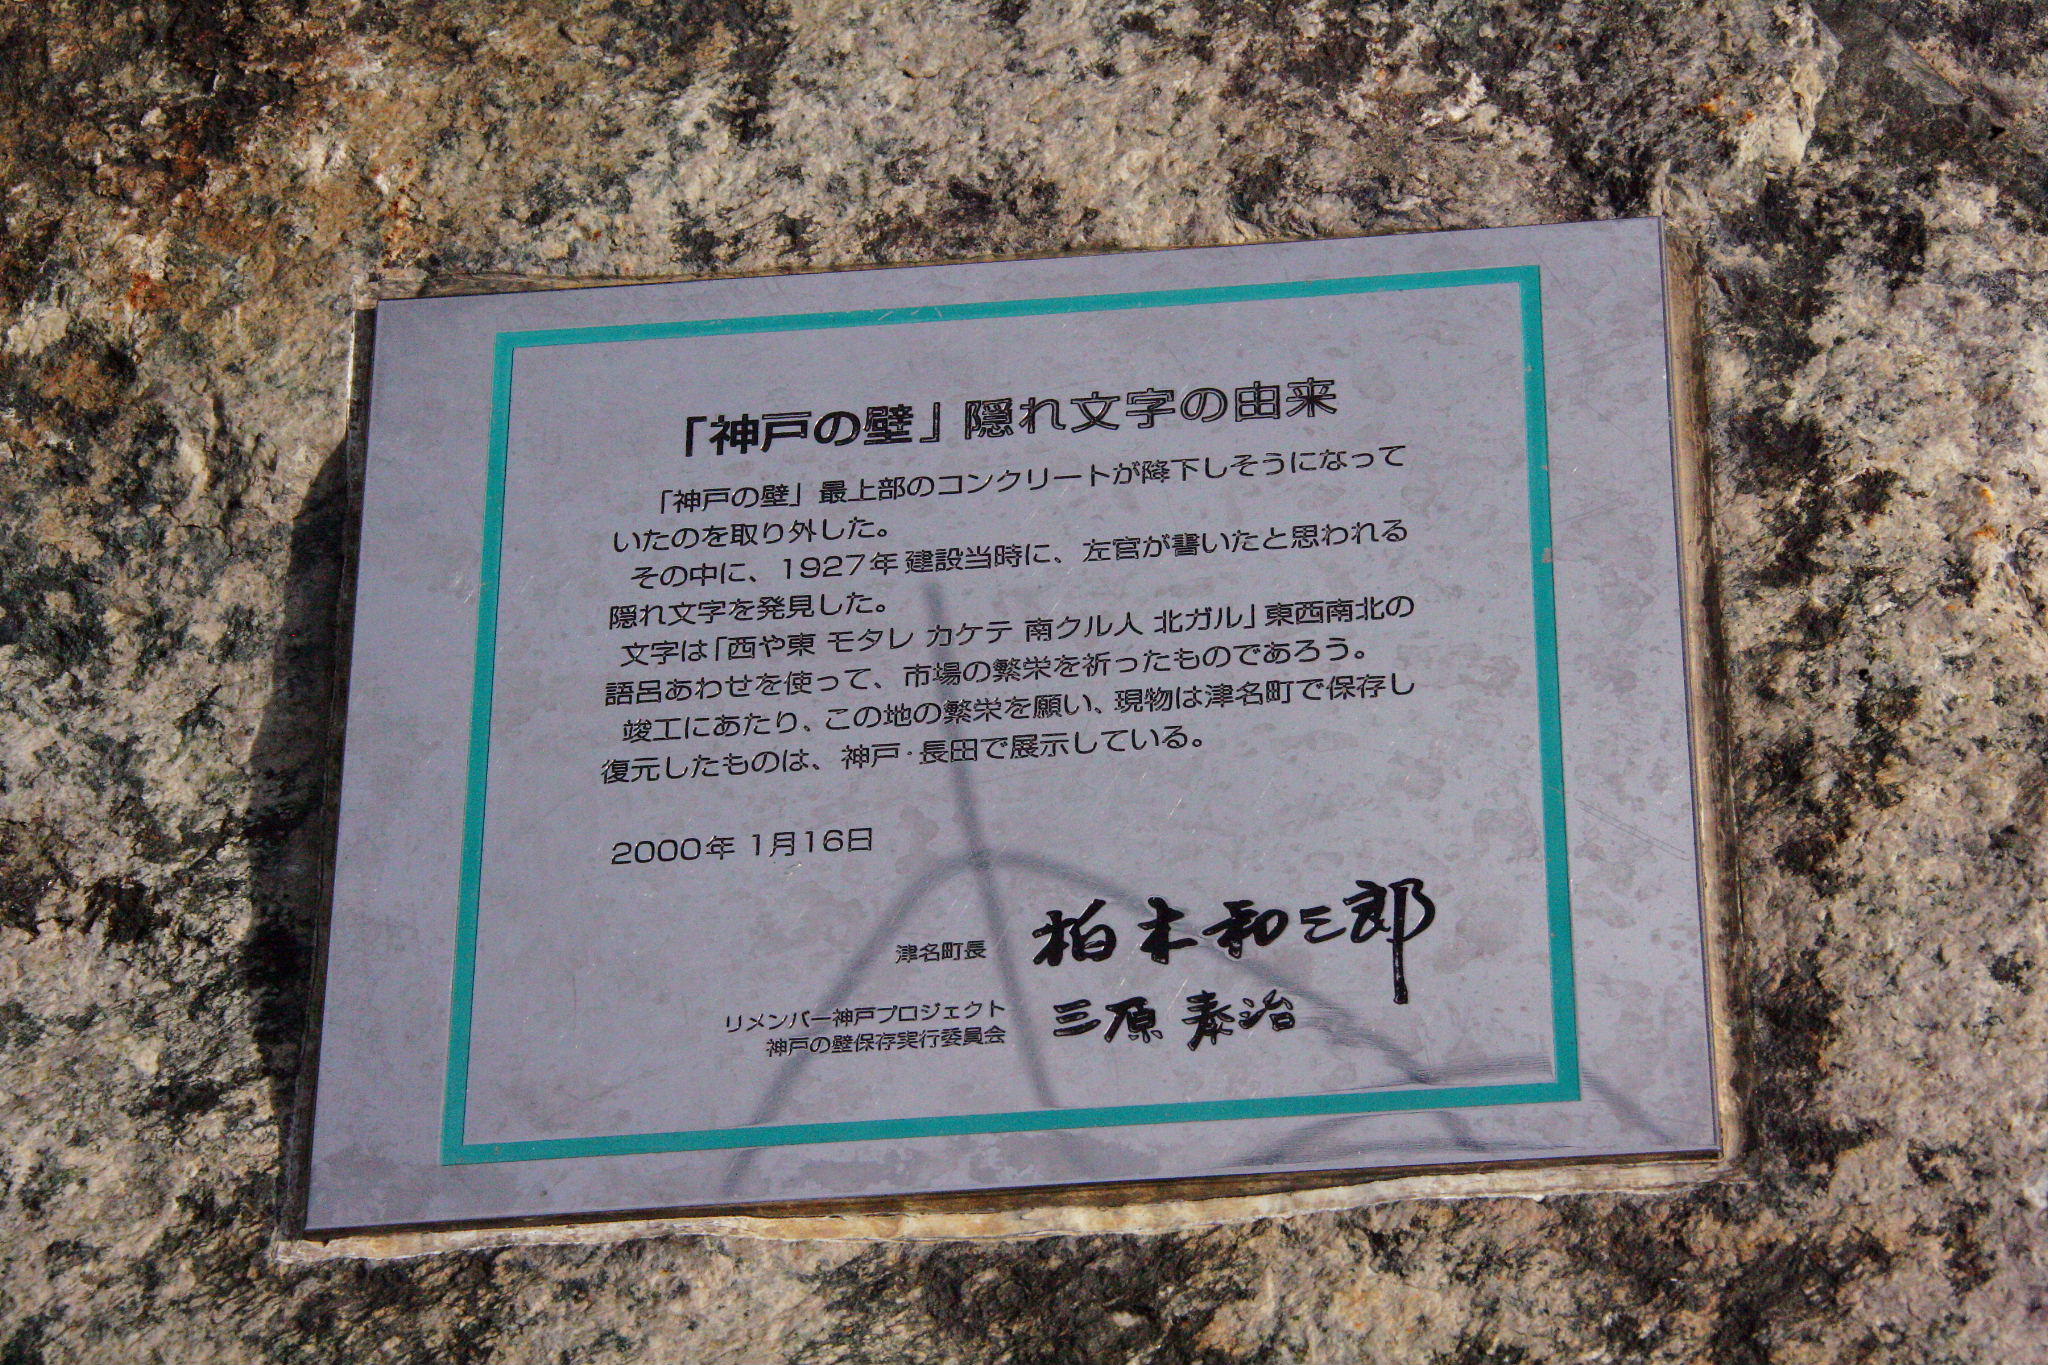 「神戸の壁」隠れ文字の由来
「神戸の壁」最上部のコンクリートが降下しそうになって
いたのを取り外した。
その中に、1927年 建設当時に、左官が書いたと思われる
隠れ文字を発見した。
文字は「西や東 モタレ カケテ 南クル人 北ガル」東西南北の
語呂あわせを使って、市場の繁栄を祈ったものであろう。
竣工にあたり、この地の繁栄を願い、現物は津名町で保存し
復元したものは、神戸・長田で展示している。
2000年 1月16日
津名町長 柏木和三郎
リメンバー神戸プロジェクト
神戸の壁保存実行委員会 三原泰治